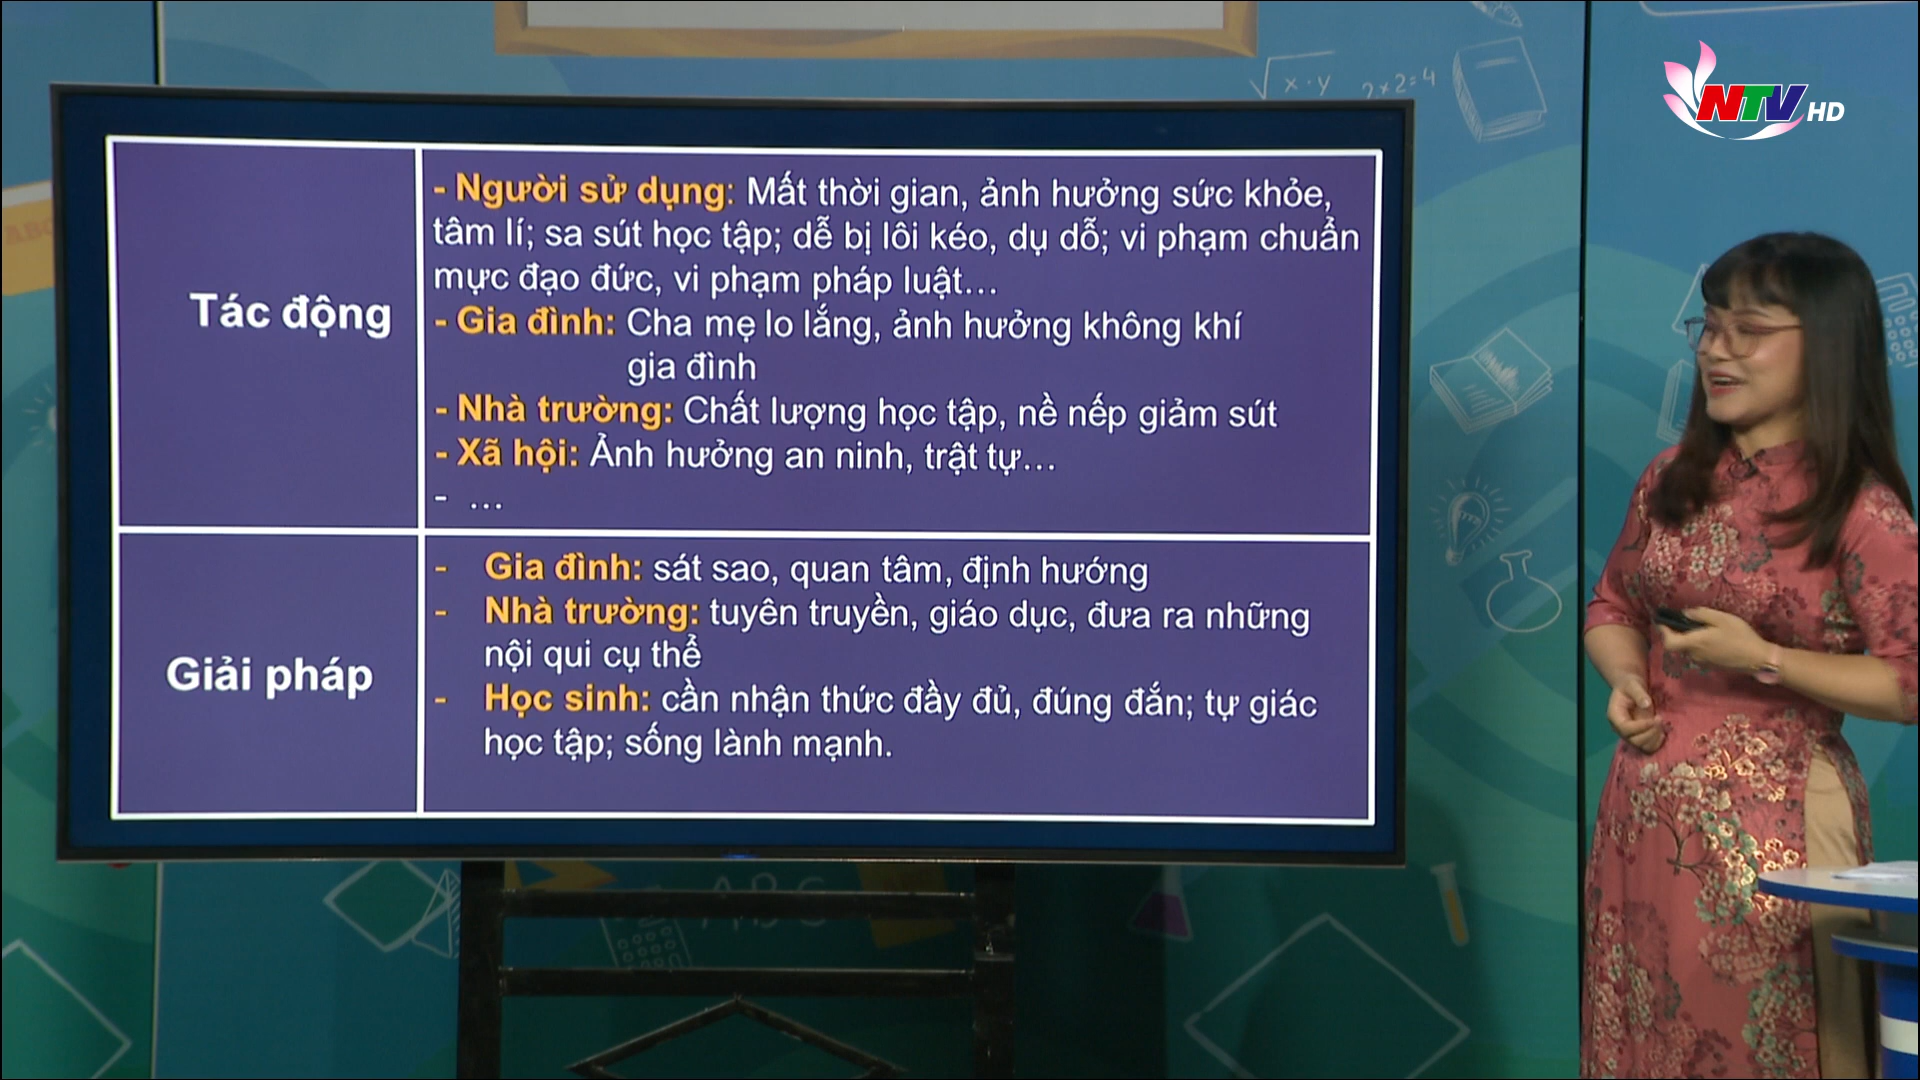 NTV HD
x · y
2×2=4
- Người sử dụng: Mất thời gian, ảnh hưởng sức khỏe,
tâm lí; sa sút học tập; dễ bị lôi kéo, dụ dỗ; vi phạm chuẩn
mực đạo đức, vi phạm pháp luật...
Tác động
- Gia đình: Cha mẹ lo lắng, ảnh hưởng không khí
gia đình
- Nhà trường: Chất lượng học tập, nề nếp giảm sút
- Xã hội: Ảnh hưởng an ninh, trật tự...
- ...
- Gia đình: sát sao, quan tâm, định hướng
- Nhà trường: tuyên truyền, giáo dục, đưa ra những
nội qui cụ thể
Giải pháp
- Học sinh: cần nhận thức đầy đủ, đúng đắn; tự giác
học tập; sống lành mạnh.
ABC
ABC